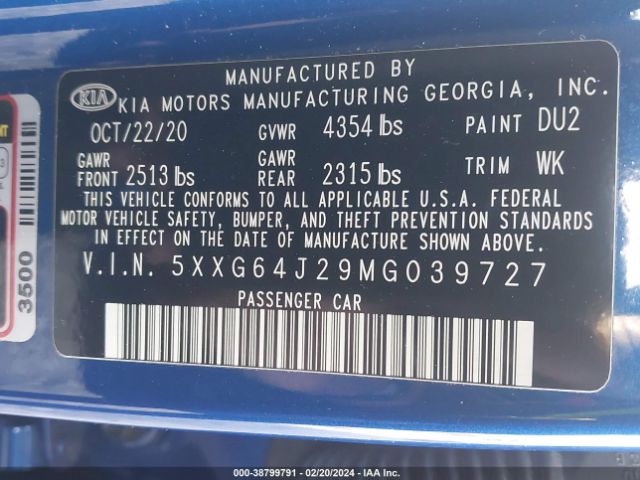 MANUFACTURED BY
KIA KIA MOTORS MANUFACTURING GEORGIA, INC.
OCT/22/20 GVWR 4354 lbs PAINT DU2
GAWR FRONT 2513 lbs GAWR REAR 2315 lbs TRIM WK
THIS VEHICLE CONFORMS TO ALL APPLICABLE U.S.A. FEDERAL
MOTOR VEHICLE SAFETY, BUMPER, AND THEFT PREVENTION STANDARDS
IN EFFECT ON THE DATE OF MANUFACTURE SHOWN ABOVE.
V.I.N. 5XXG64J29MG039727
PASSENGER CAR
3500
000-38799791 — 02/20/2024 — IAA Inc.